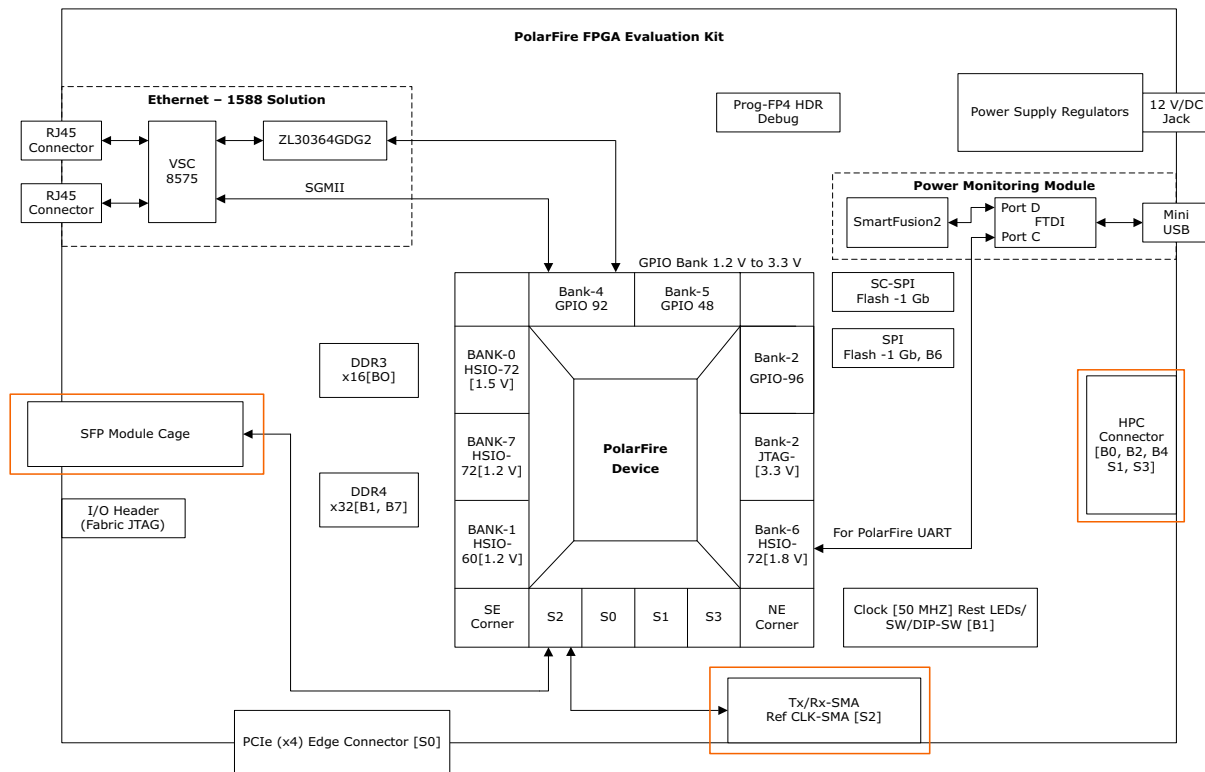 PolarFire FPGA Evaluation Kit
Ethernet – 1588 Solution
RJ45
Connector
RJ45
Connector
VSC
8575
ZL30364GDG2
SGMII
Prog-FP4 HDR
Debug
Power Supply Regulators
12 V/DC
Jack
Power Monitoring Module
SmartFusion2
Port D
FTDI
Port C
Mini
USB
GPIO Bank 1.2 V to 3.3 V
SC-SPI
Flash -1 Gb
SPI
Flash -1 Gb, B6
Bank-4
GPIO 92
Bank-5
GPIO 48
DDR3
x16[BO]
BANK-0
HSIO-72
[1.5 V]
Bank-2
GPIO-96
SFP Module Cage
BANK-7
HSIO-
72[1.2 V]
PolarFire
Device
Bank-2
JTAG-
[3.3 V]
HPC
Connector
[B0, B2, B4
S1, S3]
I/O Header
(Fabric JTAG)
DDR4
x32[B1, B7]
BANK-1
HSIO-
60[1.2 V]
Bank-6
HSIO-
72[1.8 V]
For PolarFire UART
SE
Corner
S2
S0
S1
S3
NE
Corner
Clock [50 MHZ] Rest LEDs/
SW/DIP-SW [B1]
Tx/Rx-SMA
Ref CLK-SMA [S2]
PCIe (x4) Edge Connector [S0]